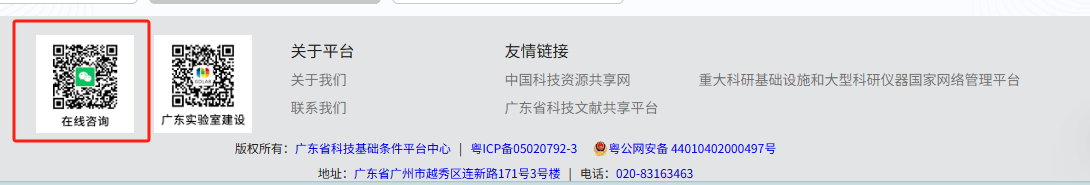 在线咨询
广东实验室建设
关于平台
关于我们
联系我们
友情链接
中国科技资源共享网 重大科研基础设施和大型科研仪器国家网络管理平台
广东省科技文献共享平台
版权所有：广东省科技基础条件平台中心 | 粤ICP备05020792-3 粤公网安备 44010402000497号
地址：广东省广州市越秀区连新路171号3号楼 | 电话：020-83163463